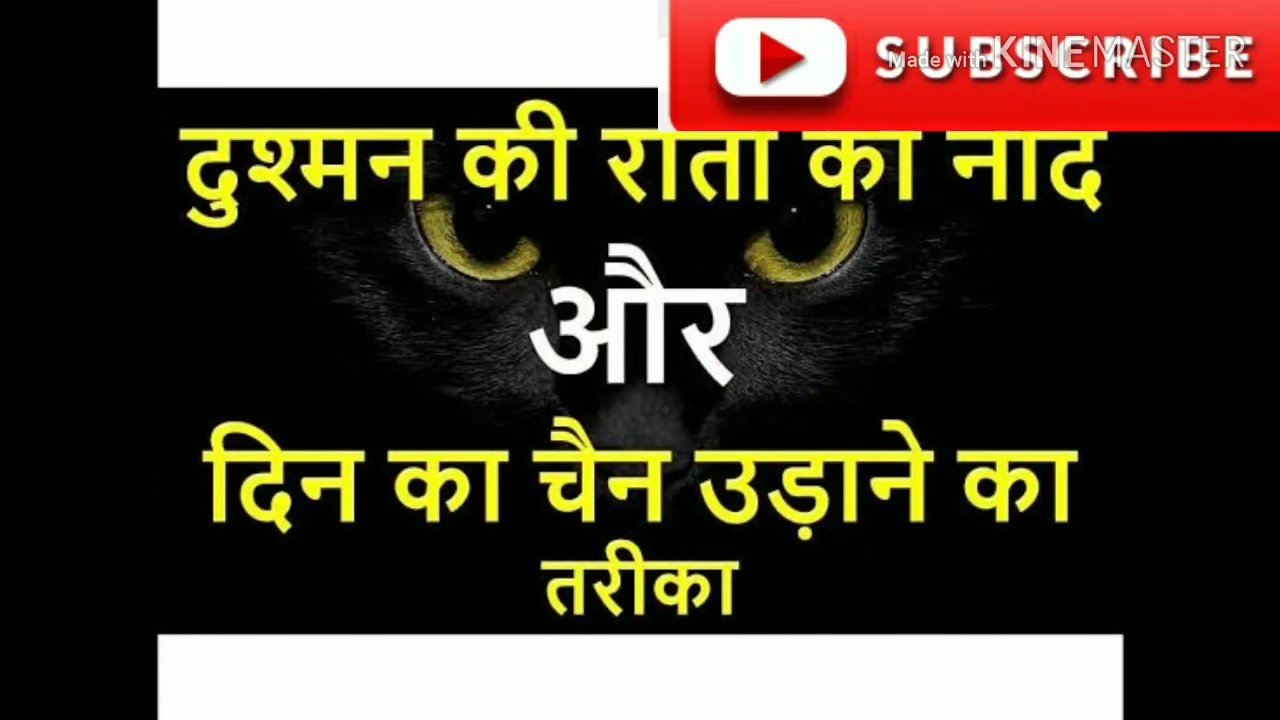 SUBSCRIBE
Made with KINEMASTER
दुश्मन की
और
दिन का चैन उड़ाने का
तरीका